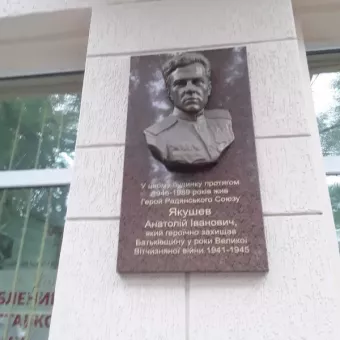 У цьому будинку протягом
1946-1989 років жив
Герой Радянського Союзу
Якушев
Анатолій Іванович,
який героїчно захищав
Батьківщину у роки Великої
Вітчизняної війни 1941-1945